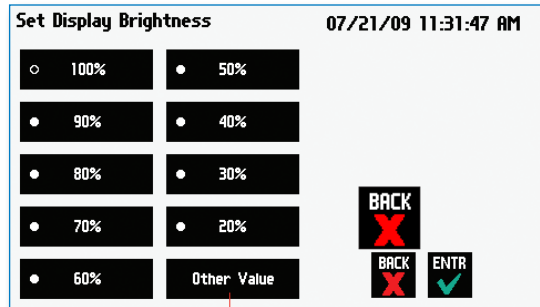 Set Display Brightness
07/21/09 11:31:47 AM
100%
50%
90%
40%
80%
30%
70%
20%
60%
Other Value
BACK
BACK
ENTR